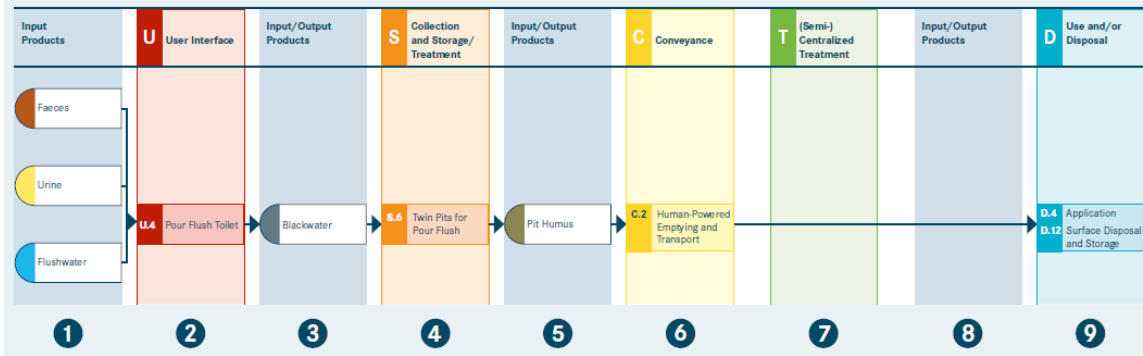 Input
Products
U User Interface
Input/Output
Products
S Collection
and Storage/
Treatment
Input/Output
Products
C Conveyance
T (Semi-)
Centralized
Treatment
Input/Output
Products
D Use and/or
Disposal
Faeces
Urine
Flushwater
U.4 Pour Flush Toilet
Blackwater
S.6 Twin Pits for
Pour Flush
Pit Humus
C.2 Human-Powered
Emptying and
Transport
D.4 Application
D.12 Surface Disposal
and Storage
1
2
3
4
5
6
7
8
9